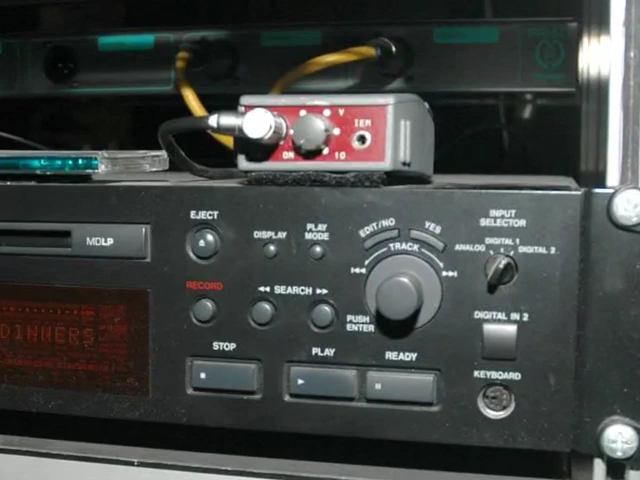 V
IEM
ON 10
EJECT
DISPLAY
PLAY
MODE
EDIT/NO
YES
TRACK
INPUT
SELECTOR
ANALOG
DIGITAL 1
DIGITAL 2
MDLP
RECORD
SEARCH
PUSH
ENTER
DIGITAL IN 2
DINNERS
STOP
PLAY
READY
KEYBOARD